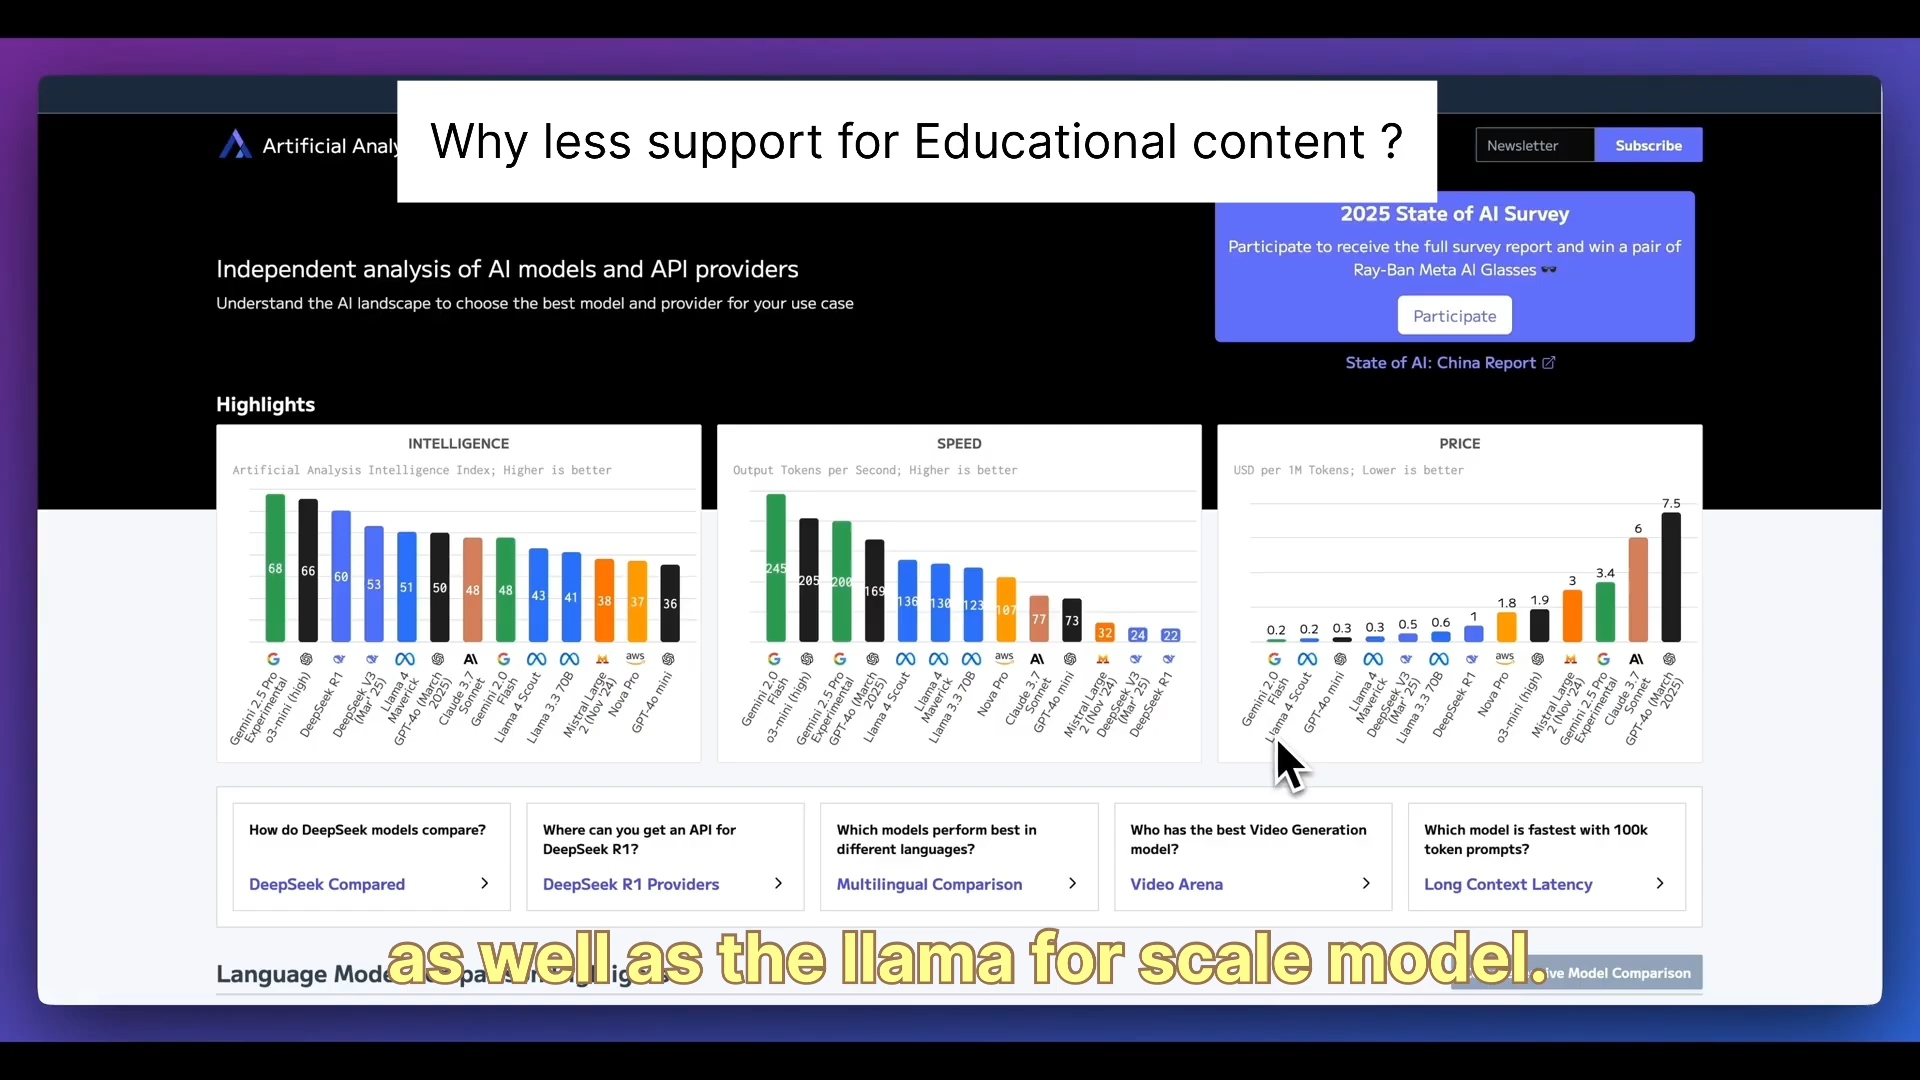 Why less support for Educational content ?
Artificial Analy
Newsletter
Subscribe
2025 State of AI Survey
Participate to receive the full survey report and win a pair of
Ray-Ban Meta AI Glasses 🕶️
Participate
State of AI: China Report
Independent analysis of AI models and API providers
Understand the AI landscape to choose the best model and provider for your use case
Highlights
INTELLIGENCE
Artificial Analysis Intelligence Index; Higher is better
68
66
60
53
51
50
48
48
43
41
38
37
36
aws
Gemini 2.5 Pro
Experimental
o3-mini (high)
DeepSeek R1
DeepSeek V3
(Mar' 25)
Llama 4
Maverick
GPT-4o (March
2025)
Claude 3.7
Sonnet
Gemini 2.0
Flash
Llama 4 Scout
Llama 3.3 70B
Mistral Large
2 (Nov '24)
Nova Pro
GPT-4o mini
SPEED
Output Tokens per Second; Higher is better
245
205
200
169
136
130
123
107
77
73
32
24
22
aws
Gemini 2.0
Flash
o3-mini (high)
Gemini 2.5 Pro
Experimental
GPT-4o (March
2025)
Llama 4 Scout
Llama 4
Maverick
Llama 3.3 70B
Nova Pro
Claude 3.7
Sonnet
GPT-4o mini
Mistral Large
2 (Nov '24)
DeepSeek V3
(Mar' 25)
DeepSeek R1
PRICE
USD per 1M Tokens; Lower is better
0.2
0.2
0.3
0.3
0.5
0.6
1
1.8
1.9
3
3.4
6
7.5
aws
Gemini 2.0
Flash
Llama 4 Scout
GPT-4o mini
Llama 4
Maverick
DeepSeek V3
(Mar' 25)
Llama 3.3 70B
DeepSeek R1
Nova Pro
o3-mini (high)
Mistral Large
2 (Nov '24)
Gemini 2.5 Pro
Experimental
Claude 3.7
Sonnet
GPT-4o (March
2025)
How do DeepSeek models compare?
DeepSeek Compared
Where can you get an API for
DeepSeek R1?
DeepSeek R1 Providers
Which models perform best in
different languages?
Multilingual Comparison
Who has the best Video Generation
model?
Video Arena
Which model is fastest with 100k
token prompts?
Long Context Latency
as well as the llama for scale model.
Language Mode
ive Model Comparison